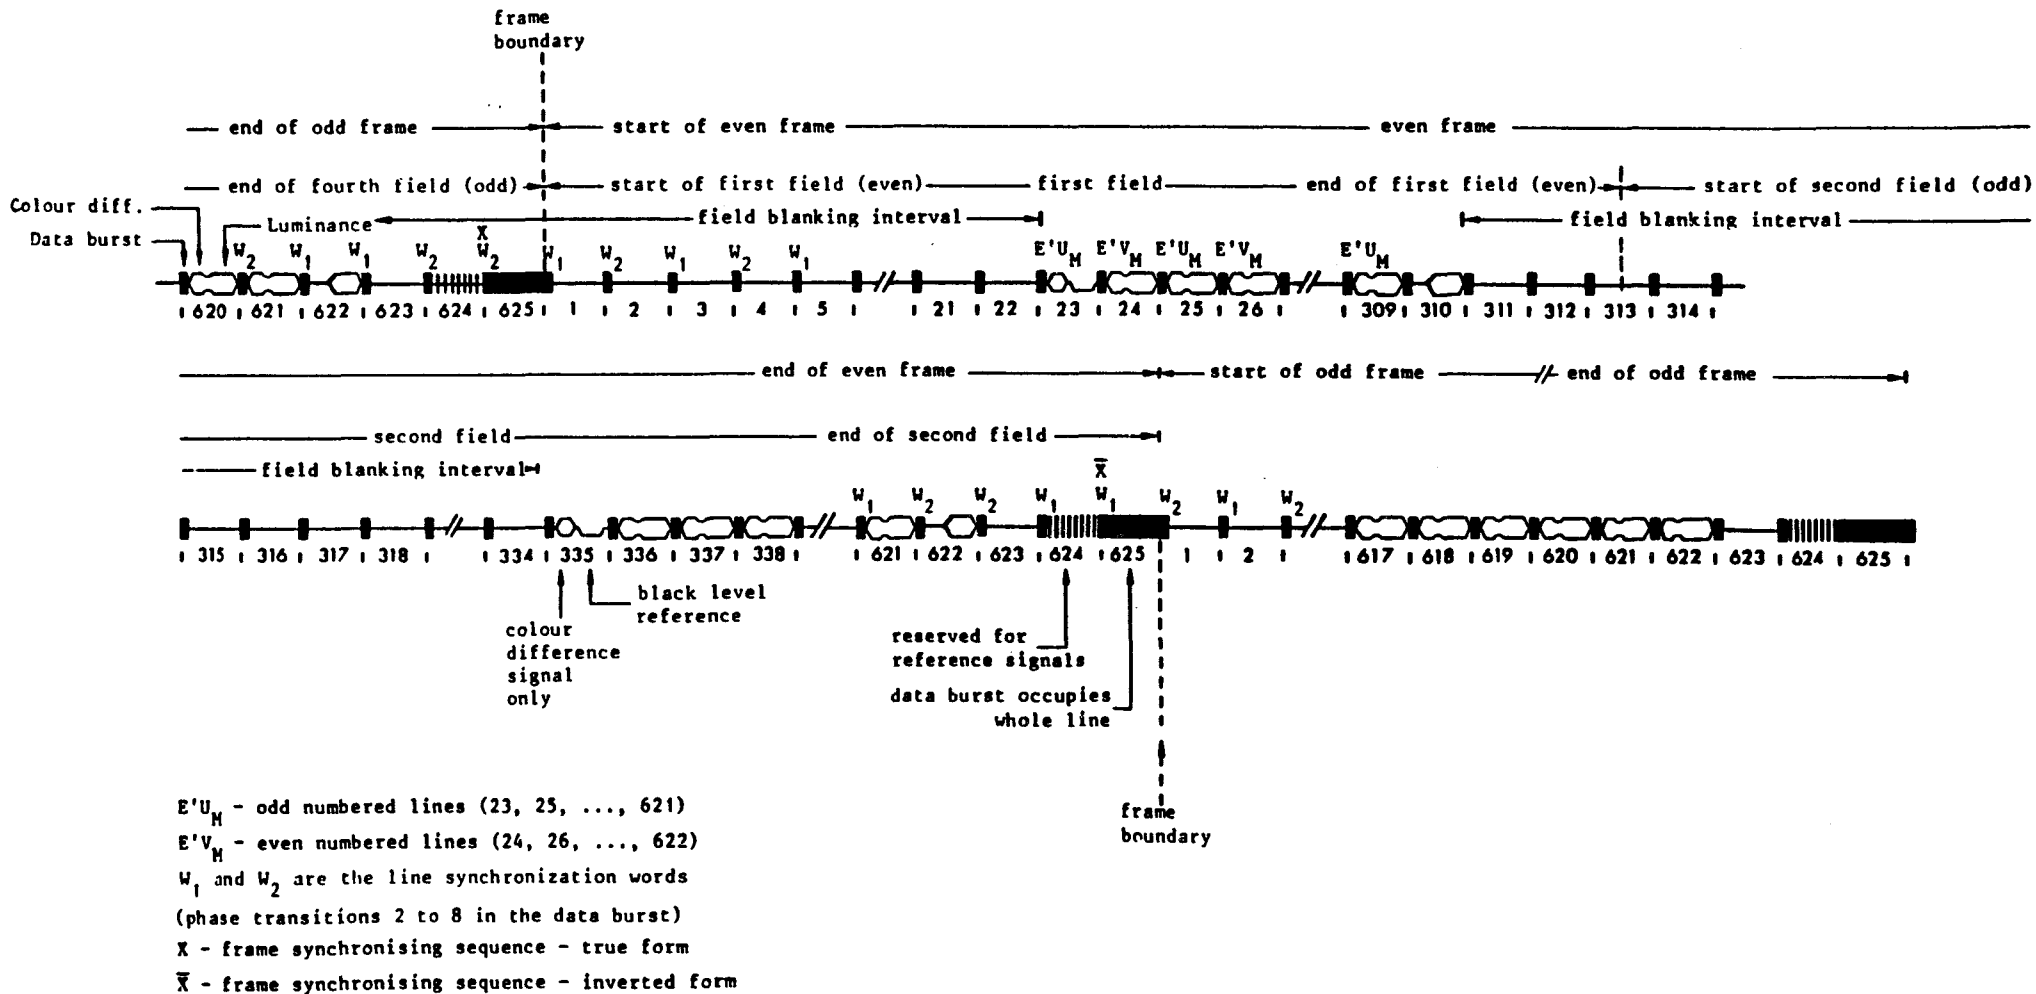 frame
boundary
end of odd frame start of even frame even frame
end of fourth field (odd) start of first field (even) first field end of first field (even) start of second field (odd)
Colour diff.
Luminance field blanking interval field blanking interval
Data burst
X
W2 W1 W1 W2 W2 W1 W2 W1 W2 W1 E'UM E'VM E'UM E'VM E'UM
620 621 622 623 624 625 1 2 3 4 5 21 22 23 24 25 26 309 310 311 312 313 314
end of even frame start of odd frame end of odd frame
second field end of second field
field blanking interval
X̄
W1 W2 W2 W1 W1 W2 W1 W2
315 316 317 318 334 335 336 337 338 621 622 623 624 625 1 2 617 618 619 620 621 622 623 624 625
black level
reference
colour
difference
signal
only
reserved for
reference signals
data burst occupies
whole line
frame
boundary
E'UM - odd numbered lines (23, 25, ..., 621)
E'VM - even numbered lines (24, 26, ..., 622)
W1 and W2 are the line synchronization words
(phase transitions 2 to 8 in the data burst)
X - frame synchronising sequence - true form
X̄ - frame synchronising sequence - inverted form